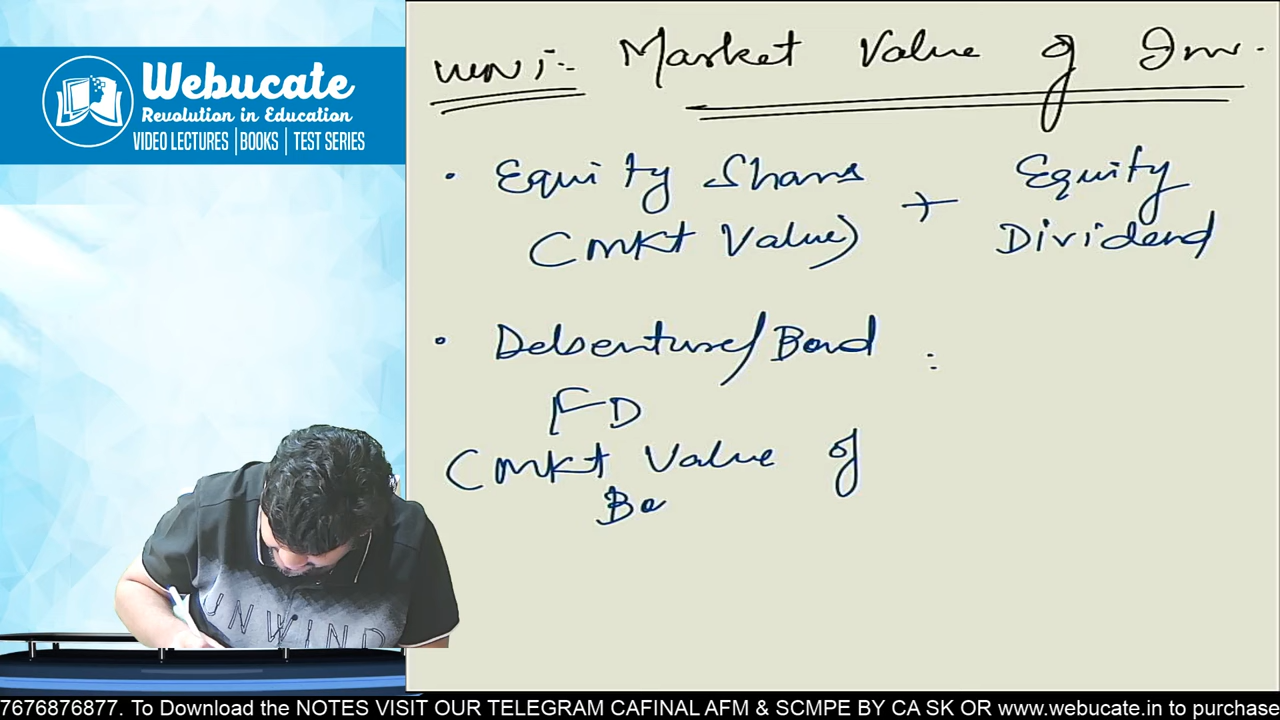 Webucate
Revolution in Education
VIDEO LECTURES | BOOKS | TEST SERIES
WN1:- Market Value of Inv.
• Equity Shares + Equity
(Mkt Value) Dividend
• Debenture/Bond :
FD
(Mkt Value of
Bo
UNWIND
7676876877. To Download the NOTES VISIT OUR TELEGRAM CAFINAL AFM & SCMPE BY CA SK OR www.webucate.in to purchase